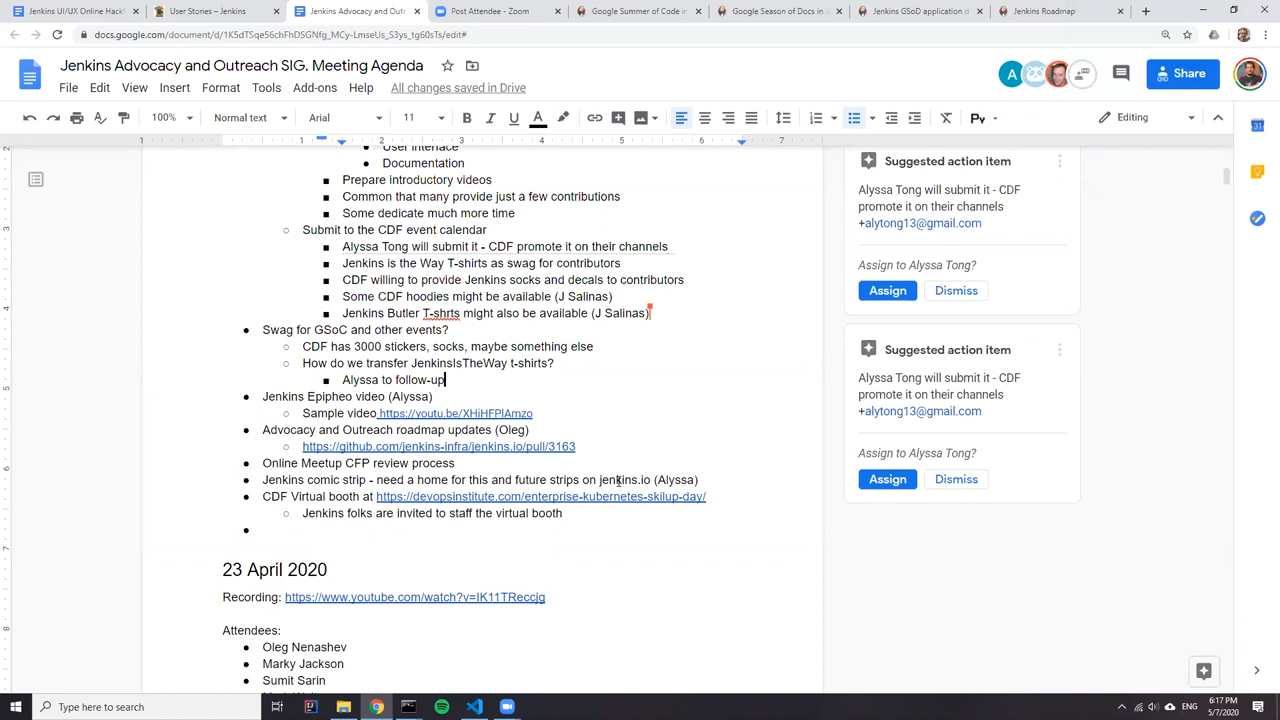 Jenkins UI/UX Online Hackf
User Stories – Jenkins
Jenkins Advocacy and Outr
Post Attendee - Zoom
Google Summer of Code in
Google Season of Docs in
Jenkins GSoD application d
Jenkins Roadmap
docs.google.com/document/d/1K5dTSqe56chFhDSGNfg_MCy-LmseUs_S3ys_tg60sTs/edit#
Jenkins Advocacy and Outreach SIG. Meeting Agenda
File Edit View Insert Format Tools Add-ons Help All changes saved in Drive
A
Share
100% Normal text Arial 11 B I U A Editing
1 1 2 3 4 5 6 7
User interface
Documentation
Prepare introductory videos
Common that many provide just a few contributions
Some dedicate much more time
Submit to the CDF event calendar
Alyssa Tong will submit it - CDF promote it on their channels
Jenkins is the Way T-shirts as swag for contributors
CDF willing to provide Jenkins socks and decals to contributors
Some CDF hoodies might be available (J Salinas)
Jenkins Butler T-shrts might also be available (J Salinas)
Swag for GSoC and other events?
CDF has 3000 stickers, socks, maybe something else
How do we transfer JenkinsIsTheWay t-shirts?
Alyssa to follow-up
Jenkins Epipheo video (Alyssa)
Sample video https://youtu.be/XHiHFPlAmzo
Advocacy and Outreach roadmap updates (Oleg)
https://github.com/jenkins-infra/jenkins.io/pull/3163
Online Meetup CFP review process
Jenkins comic strip - need a home for this and future strips on jenkins.io (Alyssa)
CDF Virtual booth at https://devopsinstitute.com/enterprise-kubernetes-skilup-day/
Jenkins folks are invited to staff the virtual booth
23 April 2020
Recording: https://www.youtube.com/watch?v=IK11TReccjg
Attendees:
Oleg Nenashev
Marky Jackson
Sumit Sarin
Suggested action item
Alyssa Tong will submit it - CDF
promote it on their channels
+alytong13@gmail.com
Assign to Alyssa Tong?
Assign Dismiss
Suggested action item
Alyssa Tong will submit it - CDF
promote it on their channels
+alytong13@gmail.com
Assign to Alyssa Tong?
Assign Dismiss
Type here to search
ENG
6:17 PM
5/7/2020